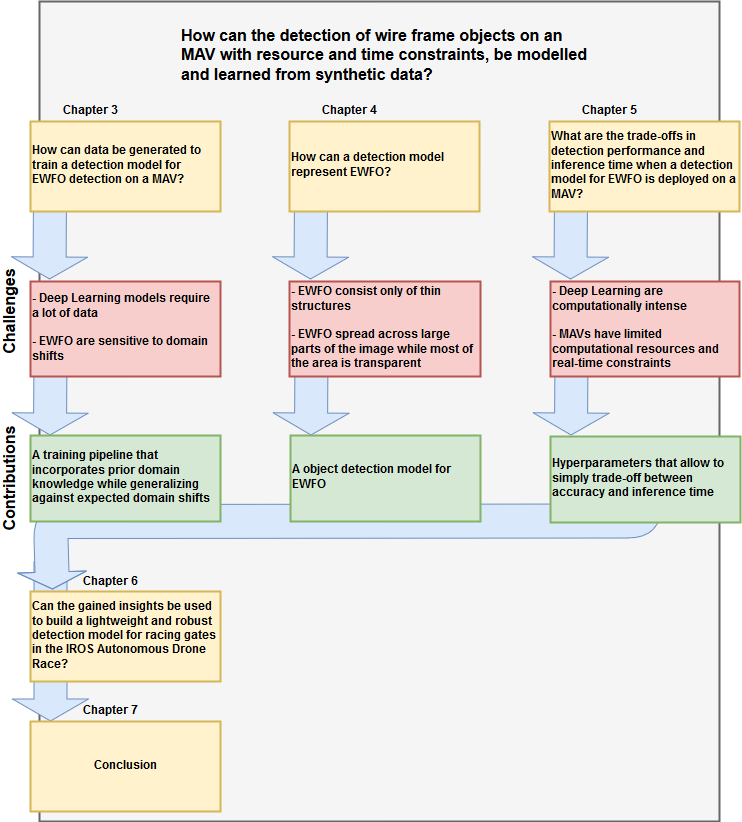 How can the detection of wire frame objects on an
MAV with resource and time constraints, be modelled
and learned from synthetic data?
Chapter 3
Chapter 4
Chapter 5
How can data be generated to
train a detection model for
EWFO detection on a MAV?
How can a detection model
represent EWFO?
What are the trade-offs in
detection performance and
inference time when a detection
model for EWFO is deployed on a
MAV?
Challenges
- Deep Learning models require
a lot of data
- EWFO are sensitive to domain
shifts
- EWFO consist only of thin
structures
- EWFO spread across large
parts of the image while most of
the area is transparent
- Deep Learning are
computationally intense
- MAVs have limited
computational resources and
real-time constraints
Contributions
A training pipeline that
incorporates prior domain
knowledge while generalizing
against expected domain shifts
A object detection model for
EWFO
Hyperparameters that allow to
simply trade-off between
accuracy and inference time
Chapter 6
Can the gained insights be used
to build a lightweight and robust
detection model for racing gates
in the IROS Autonomous Drone
Race?
Chapter 7
Conclusion